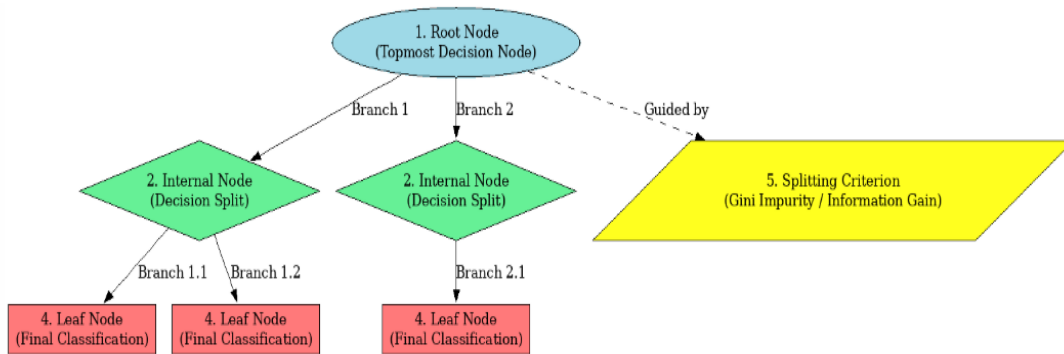 1. Root Node
(Topmost Decision Node)
Branch 1
Branch 2
Guided by
2. Internal Node
(Decision Split)
2. Internal Node
(Decision Split)
5. Splitting Criterion
(Gini Impurity / Information Gain)
Branch 1.1
Branch 1.2
Branch 2.1
4. Leaf Node
(Final Classification)
4. Leaf Node
(Final Classification)
4. Leaf Node
(Final Classification)